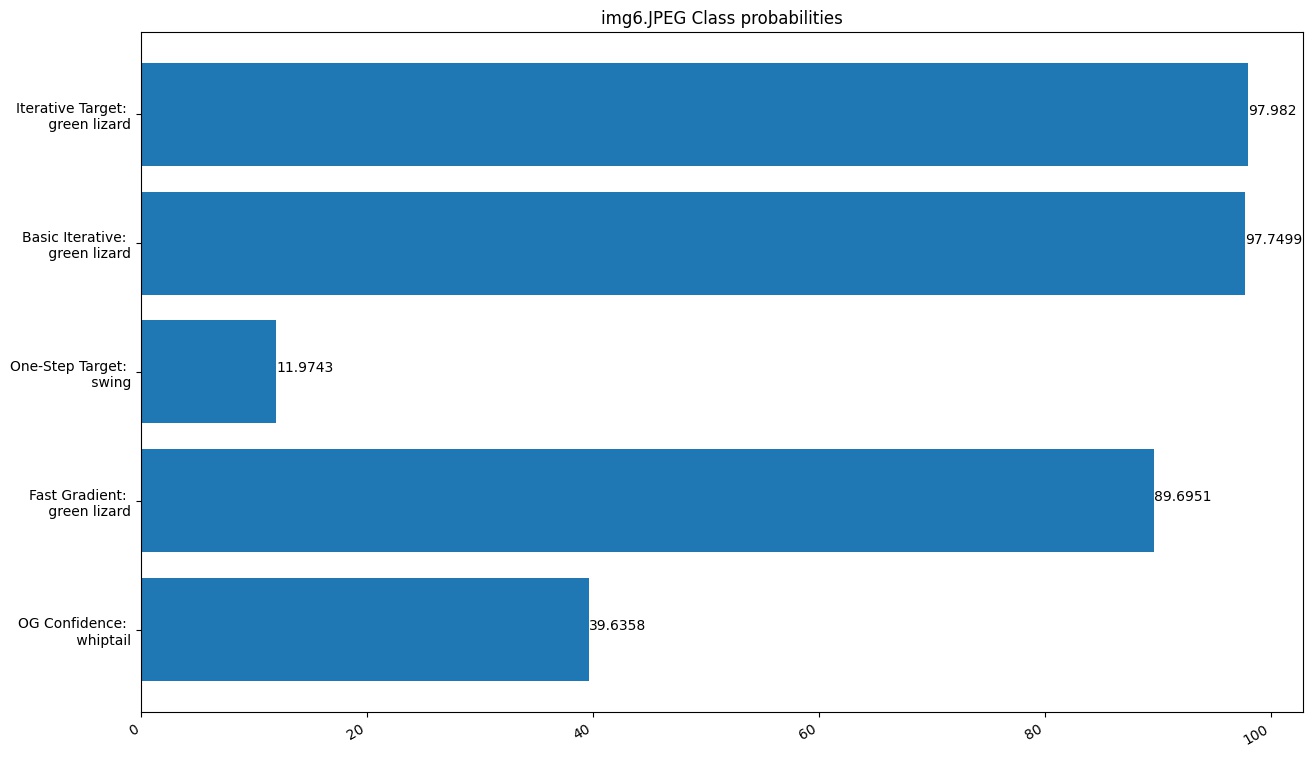 img6.JPEG Class probabilities
Iterative Target:
green lizard
97.982
Basic Iterative:
green lizard
97.7499
One-Step Target:
swing
11.9743
Fast Gradient:
green lizard
89.6951
OG Confidence:
whiptail
39.6358
0
20
40
60
80
100